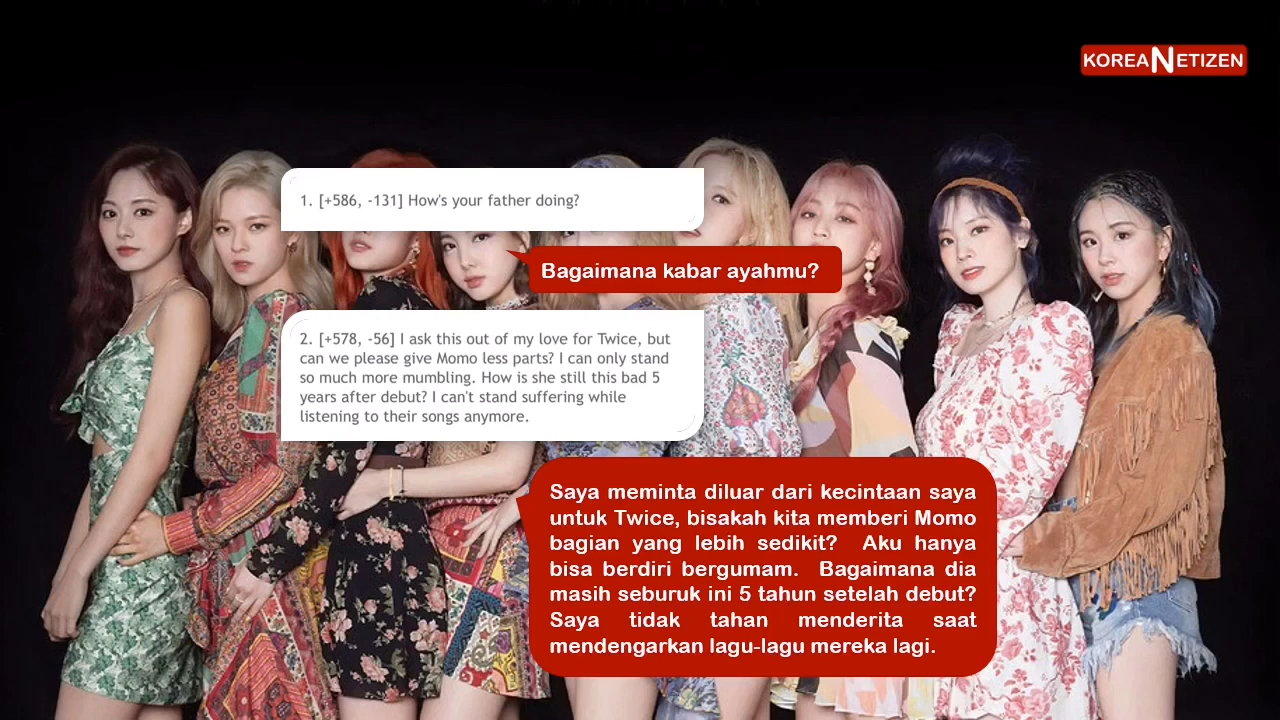 KOREANETIZEN
1. [+586, -131] How's your father doing?
Bagaimana kabar ayahmu?
2. [+578, -56] I ask this out of my love for Twice, but
can we please give Momo less parts? I can only stand
so much more mumbling. How is she still this bad 5
years after debut? I can't stand suffering while
listening to their songs anymore.
Saya meminta diluar dari kecintaan saya
untuk Twice, bisakah kita memberi Momo
bagian yang lebih sedikit? Aku hanya
bisa berdiri bergumam. Bagaimana dia
masih seburuk ini 5 tahun setelah debut?
Saya tidak tahan menderita saat
mendengarkan lagu-lagu mereka lagi.